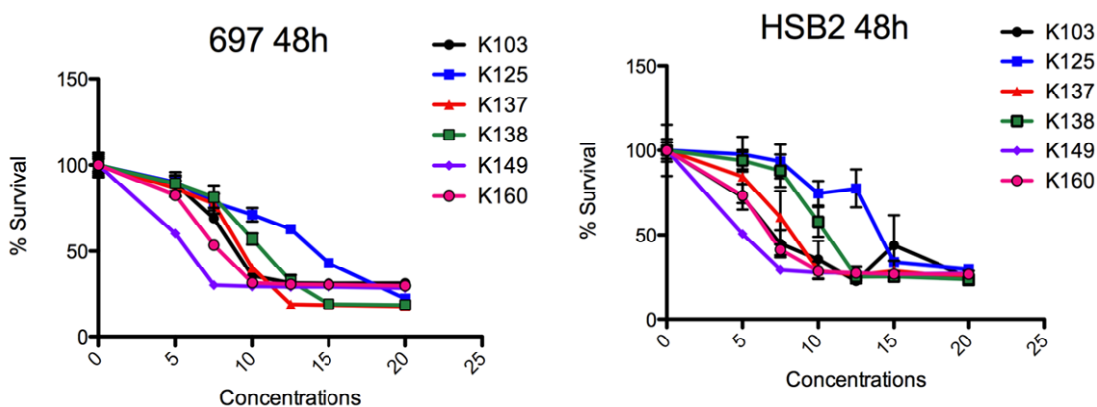 697 48h
K103
K125
K137
K138
K149
K160
% Survival
150
100
50
0
0 5 10 15 20 25
Concentrations
HSB2 48h
K103
K125
K137
K138
K149
K160
% Survival
150
100
50
0
0 5 10 15 20 25
Concentrations